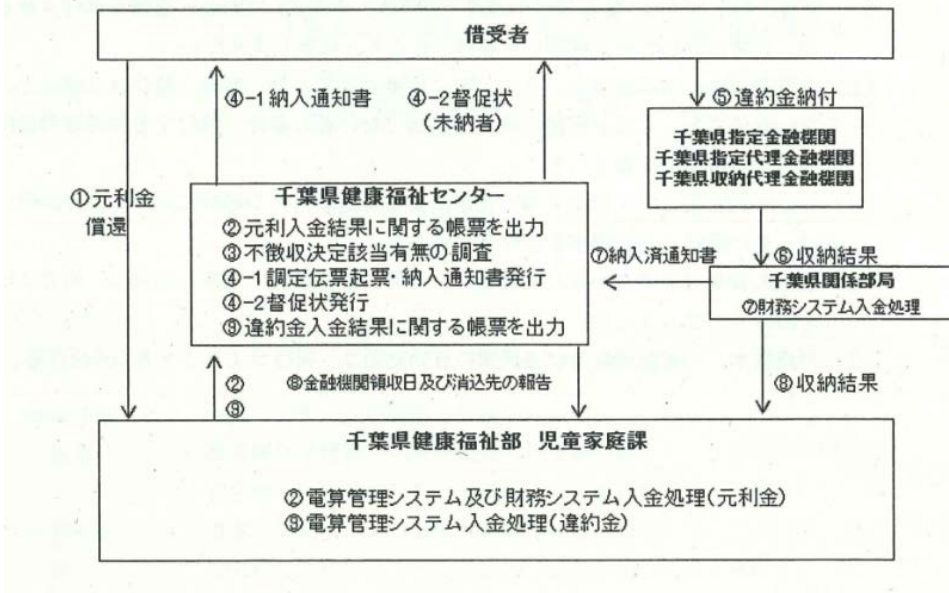 借受者
④-1納入通知書
④-2督促状
(未納者)
⑤違約金納付
千葉県指定金融機関
千葉県指定代理金融機関
千葉県収納代理金融機関
①元利金
償還
千葉県健康福祉センター
②元利入金結果に関する帳票を出力
③不徴収決定該当有無の調査
④-1調定伝票起票・納入通知書発行
④-2督促状発行
⑨違約金入金結果に関する帳票を出力
⑦納入済通知書
⑥収納結果
千葉県関係部局
⑦財務システム入金処理
②
⑨
⑧金融機関領収日及び消込先の報告
⑧収納結果
千葉県健康福祉部 児童家庭課
②電算管理システム及び財務システム入金処理(元利金)
⑨電算管理システム入金処理(違約金)